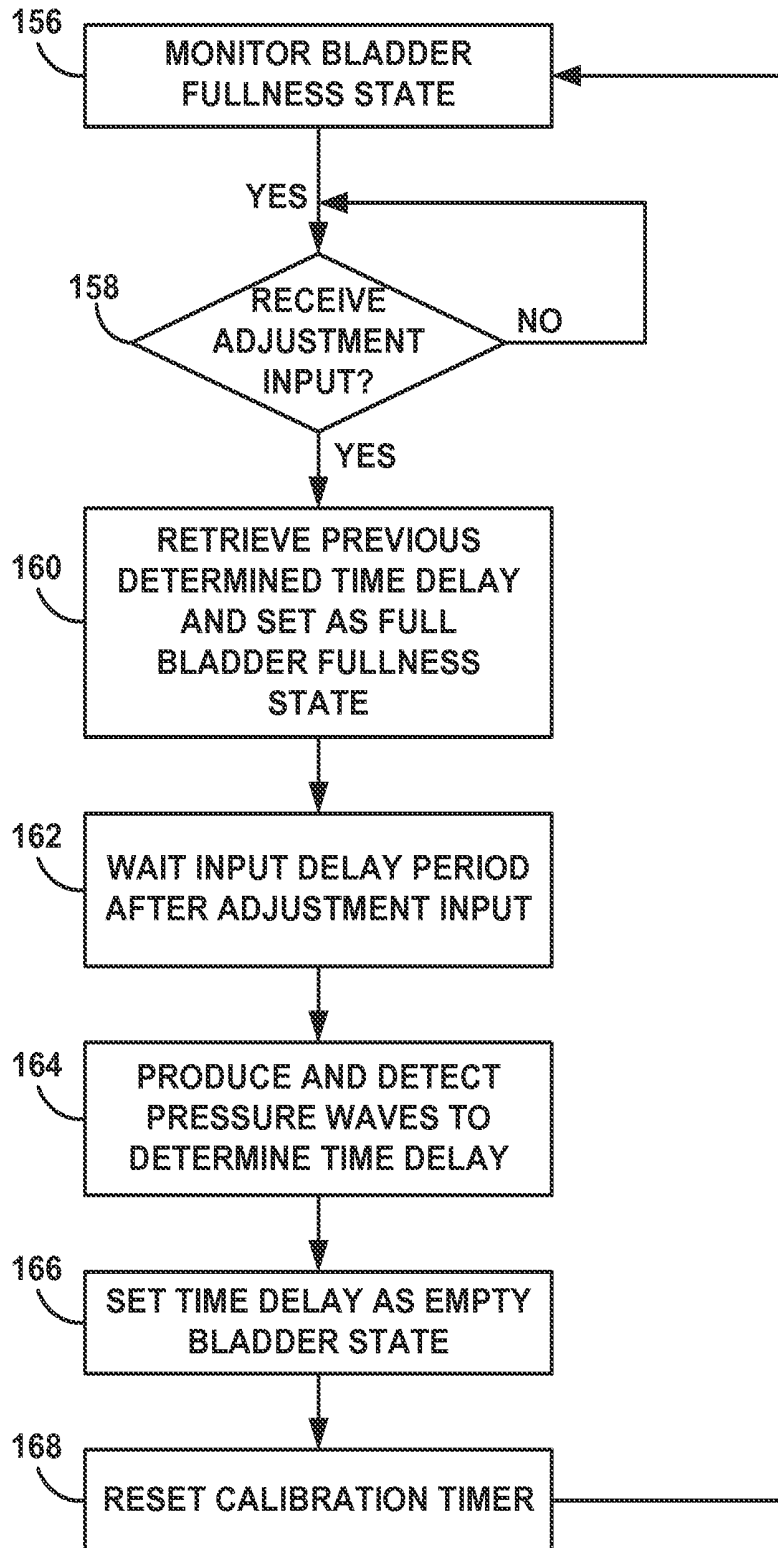 156
MONITOR BLADDER
FULLNESS STATE
YES
158
RECEIVE
ADJUSTMENT
INPUT?
NO
YES
160
RETRIEVE PREVIOUS
DETERMINED TIME DELAY
AND SET AS FULL
BLADDER FULLNESS
STATE
162
WAIT INPUT DELAY PERIOD
AFTER ADJUSTMENT INPUT
164
PRODUCE AND DETECT
PRESSURE WAVES TO
DETERMINE TIME DELAY
166
SET TIME DELAY AS EMPTY
BLADDER STATE
168
RESET CALIBRATION TIMER